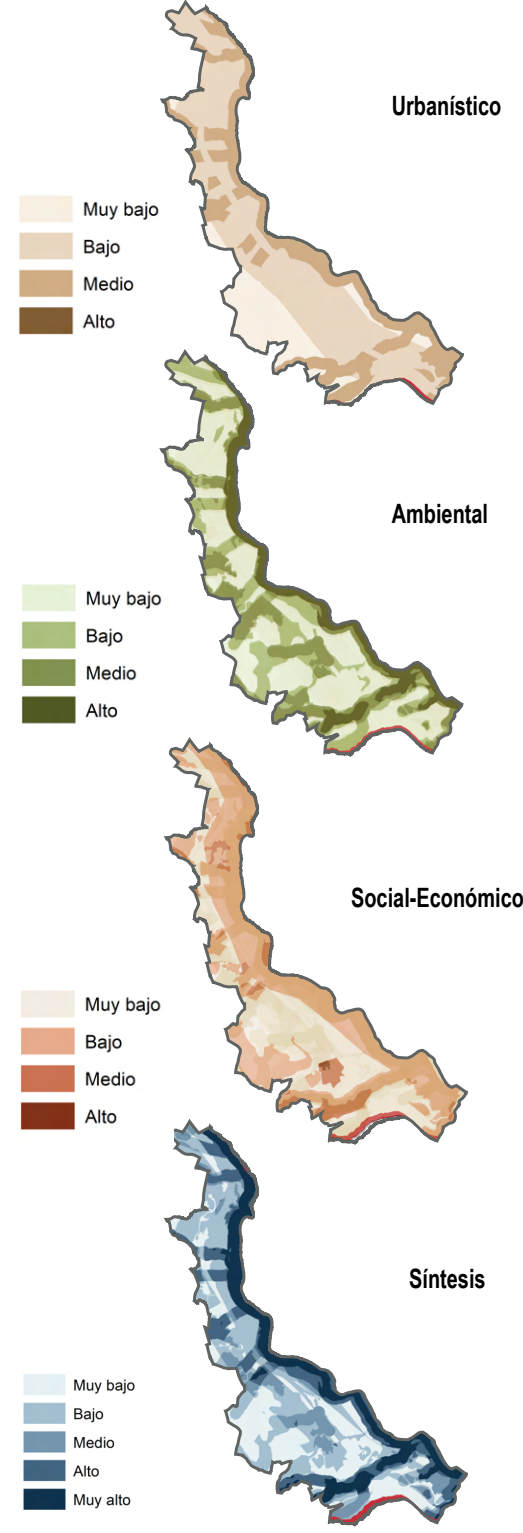 Urbanístico
Muy bajo
Bajo
Medio
Alto
Ambiental
Muy bajo
Bajo
Medio
Alto
Social-Económico
Muy bajo
Bajo
Medio
Alto
Síntesis
Muy bajo
Bajo
Medio
Alto
Muy alto